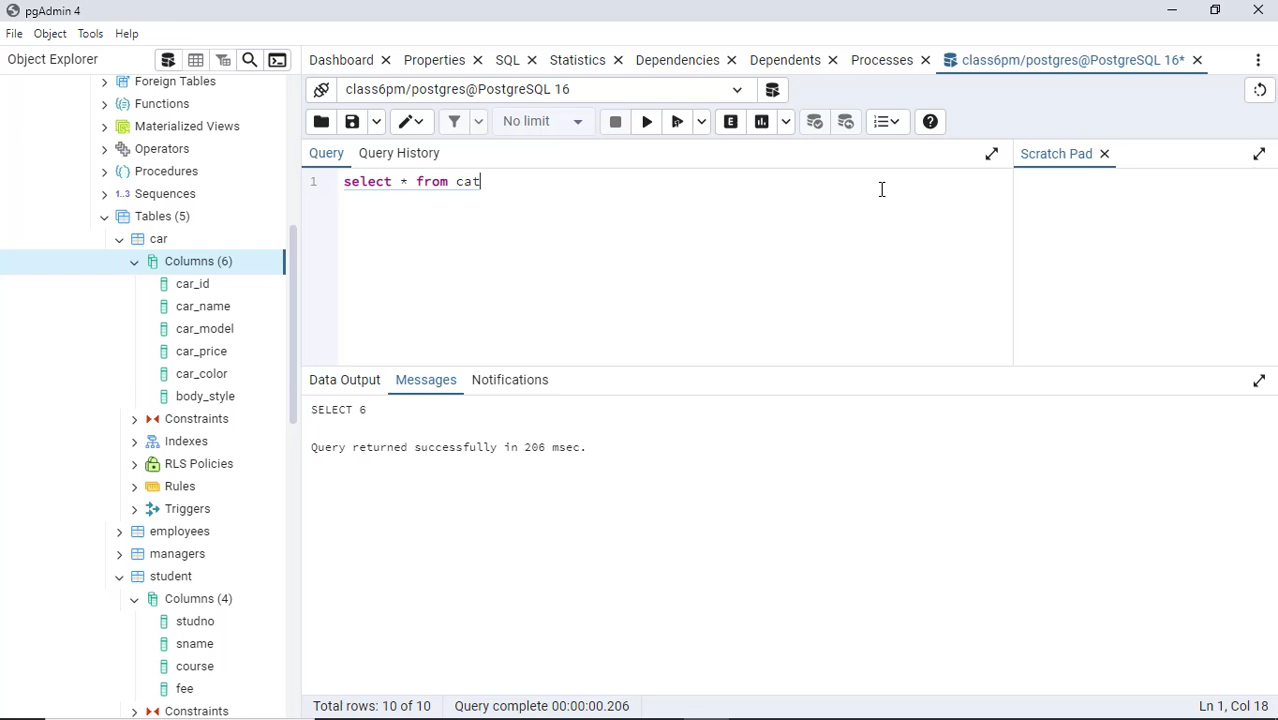 pgAdmin 4
File Object Tools Help
Object Explorer
Dashboard Properties SQL Statistics Dependencies Dependents Processes class6pm/postgres@PostgreSQL 16*
class6pm/postgres@PostgreSQL 16
No limit
E
Query Query History
Scratch Pad
1 select * from cat
Foreign Tables
Functions
Materialized Views
Operators
Procedures
1..3 Sequences
Tables (5)
car
Columns (6)
car_id
car_name
car_model
car_price
car_color
body_style
Constraints
Indexes
RLS Policies
Rules
Triggers
employees
managers
student
Columns (4)
studno
sname
course
fee
Constraints
Data Output Messages Notifications
SELECT 6
Query returned successfully in 206 msec.
Total rows: 10 of 10 Query complete 00:00:00.206 Ln 1, Col 18